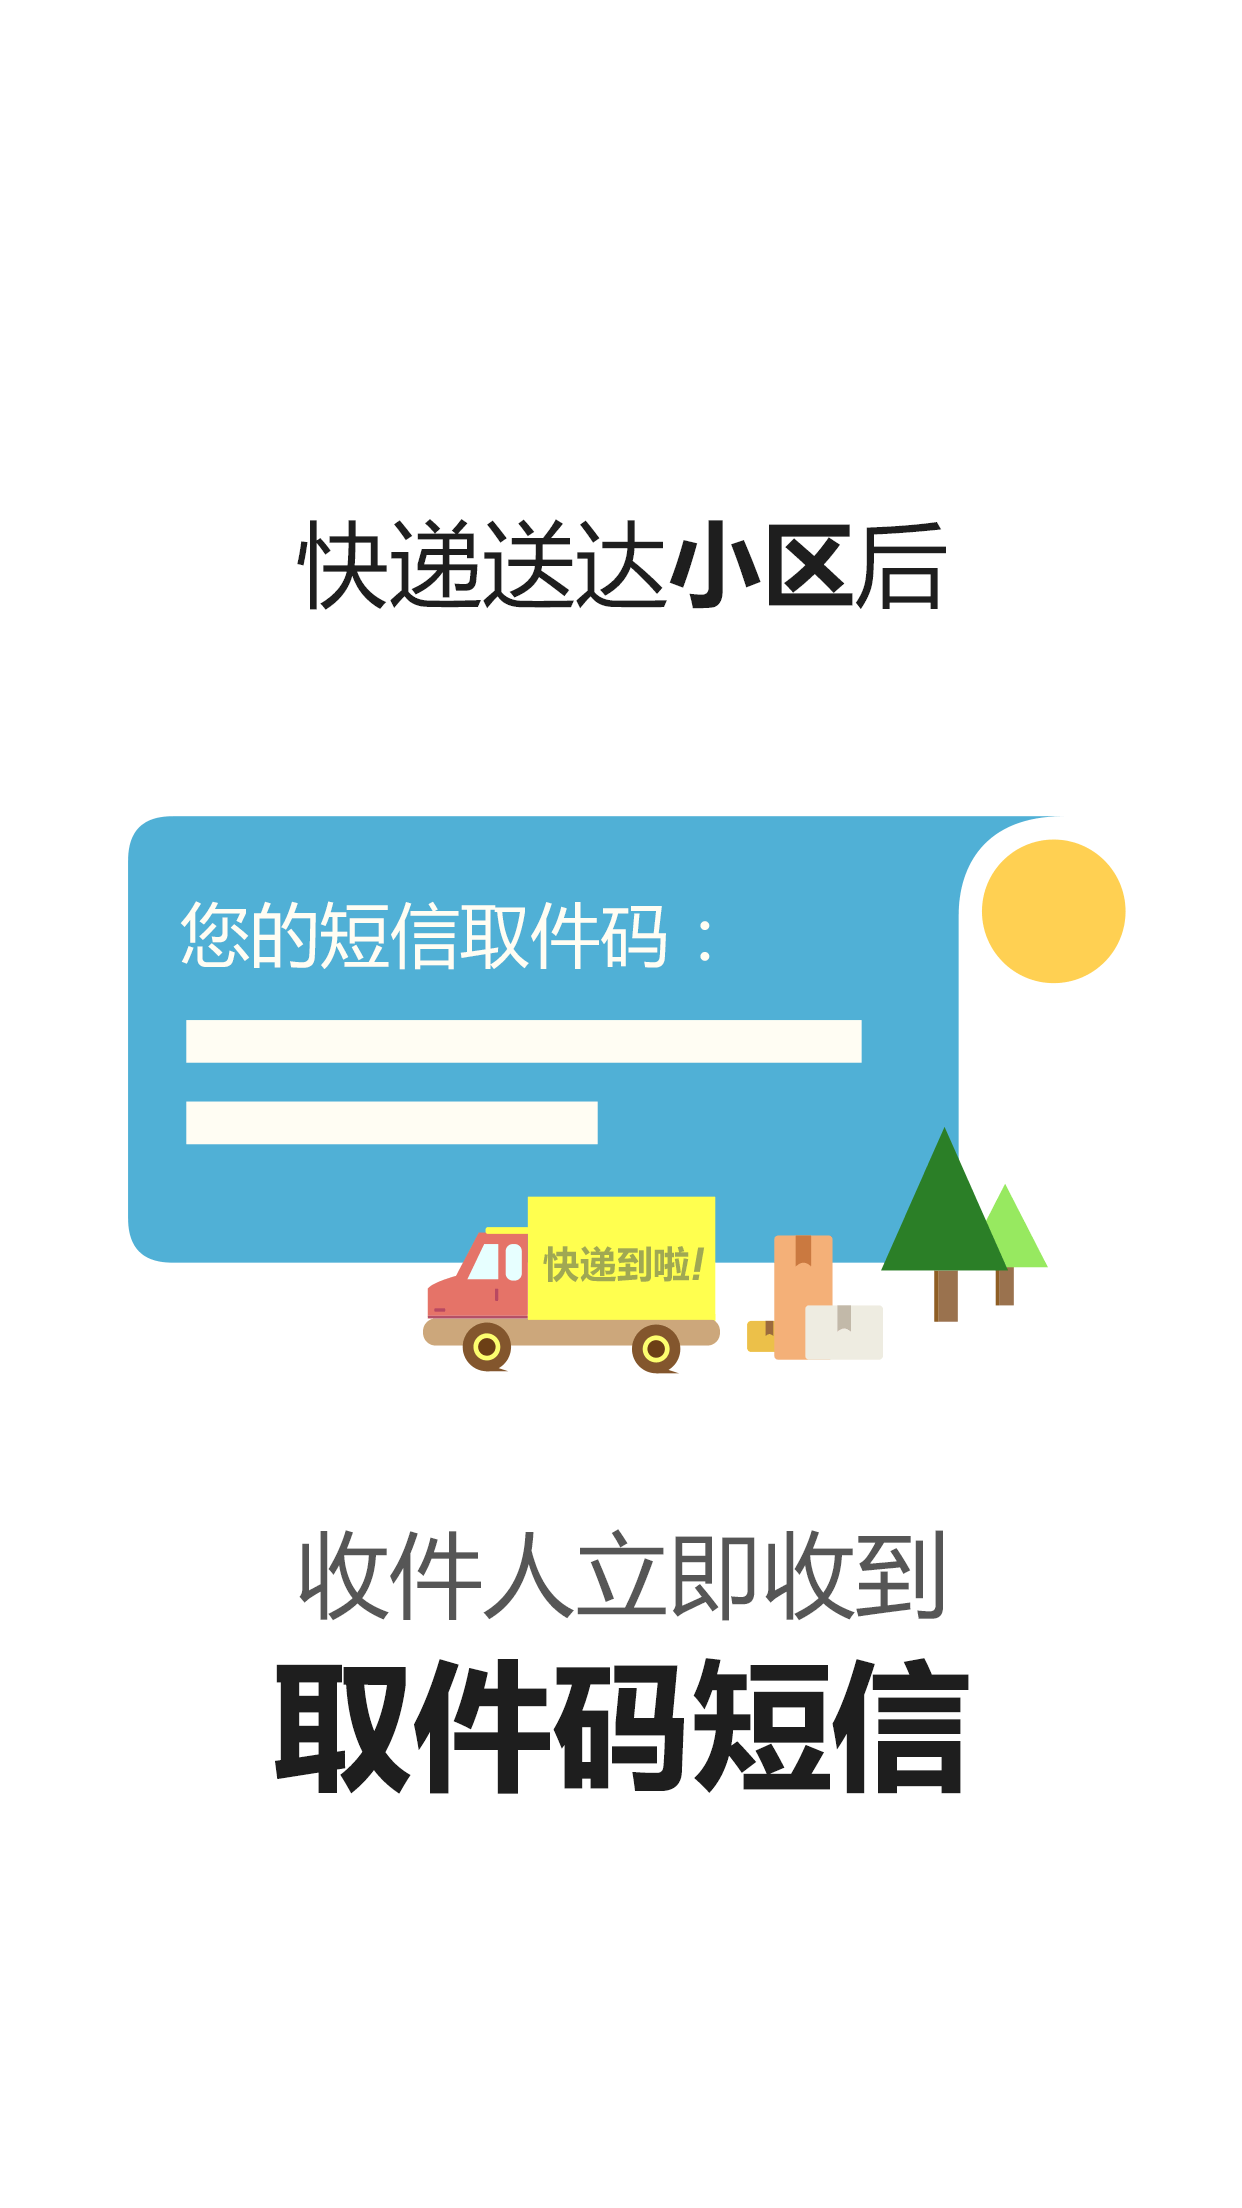 快递送达小区后
您的短信取件码：
快递到啦!
收件人立即收到
取件码短信